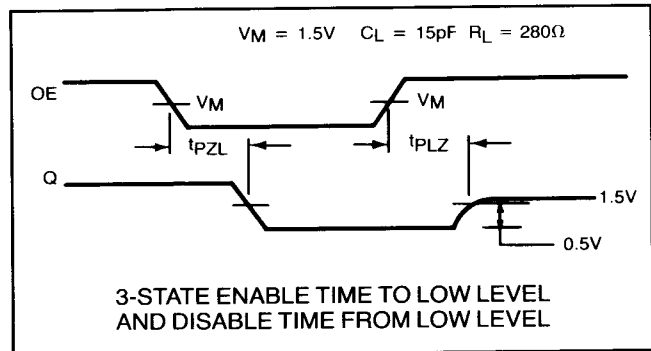 VM = 1.5V CL = 15pF RL = 280Ω
OE
VM
VM
tPZL
tPLZ
Q
1.5V
0.5V
3-STATE ENABLE TIME TO LOW LEVEL
AND DISABLE TIME FROM LOW LEVEL